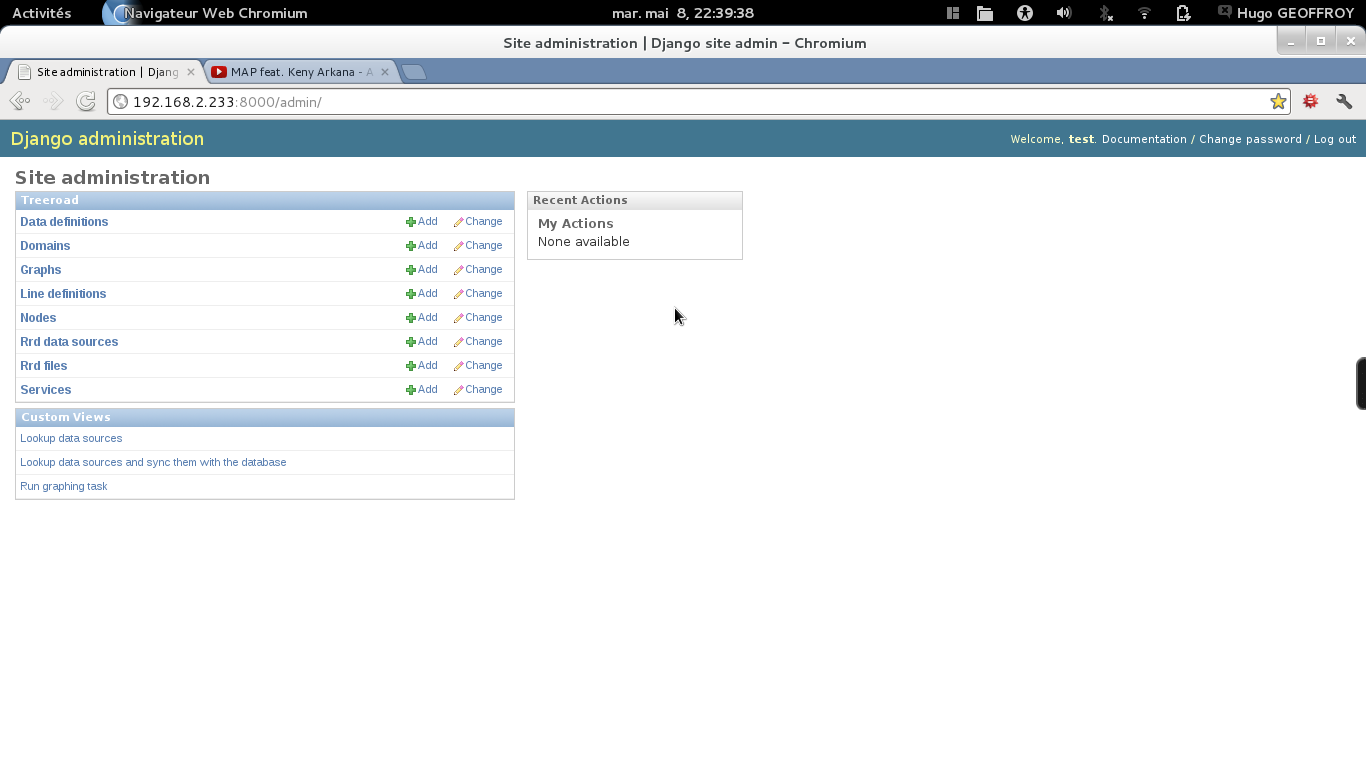 Activités Navigateur Web Chromium mar. mai 8, 22:39:38 Hugo GEOFFROY
Site administration | Django site admin – Chromium
Site administration | Djang MAP feat. Keny Arkana - A
192.168.2.233:8000/admin/
Django administration Welcome, test. Documentation / Change password / Log out
Site administration
Treeroad
Data definitions Add Change
Domains Add Change
Graphs Add Change
Line definitions Add Change
Nodes Add Change
Rrd data sources Add Change
Rrd files Add Change
Services Add Change
Custom Views
Lookup data sources
Lookup data sources and sync them with the database
Run graphing task
Recent Actions
My Actions
None available